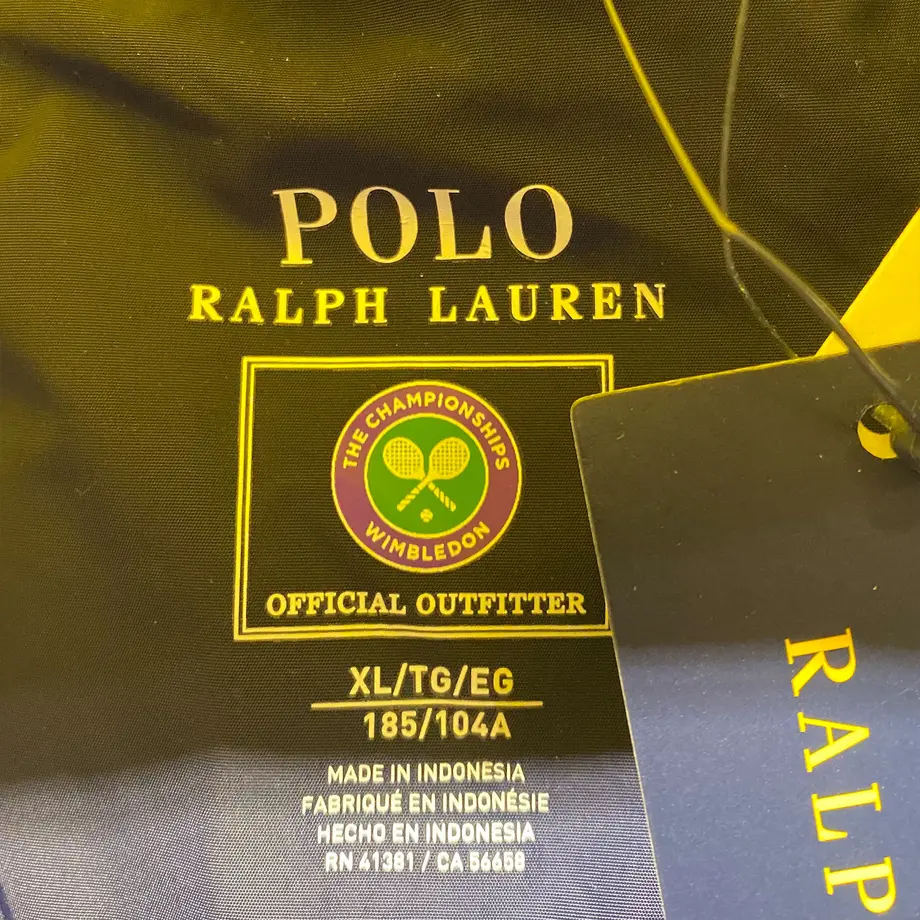 POLO
RALPH LAUREN
THE CHAMPIONSHIPS
WIMBLEDON
OFFICIAL OUTFITTER
XL/TG/EG
185/104A
MADE IN INDONESIA
FABRIQUÉ EN INDONÉSIE
HECHO EN INDONESIA
RN 41381 / CA 56658
RALP